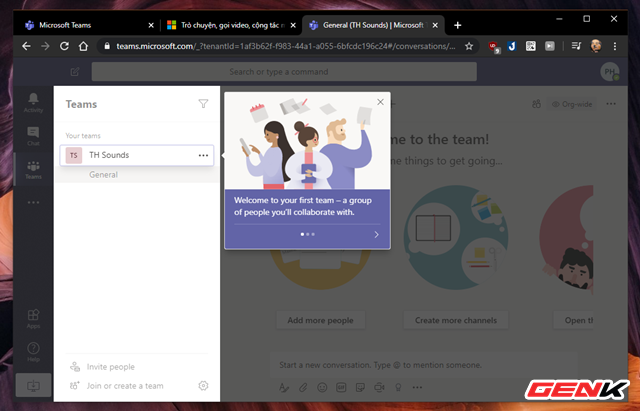 Microsoft Teams
Trò chuyện, gọi video, cộng tác m
General (TH Sounds) | Microsoft
teams.microsoft.com/_?tenantId=1af3b62f-f983-44a1-a055-6bfcdc196c24#/conversations/...
Search or type a command
PH
Activity
Chat
Teams
Apps
Help
Teams
Your teams
TS
TH Sounds
General
Invite people
Join or create a team
Welcome to your first team – a group
of people you'll collaborate with.
Org-wide
me to the team!
me things to get going...
Add more people
Create more channels
Open th
Start a new conversation. Type @ to mention someone.
GIF
GENK